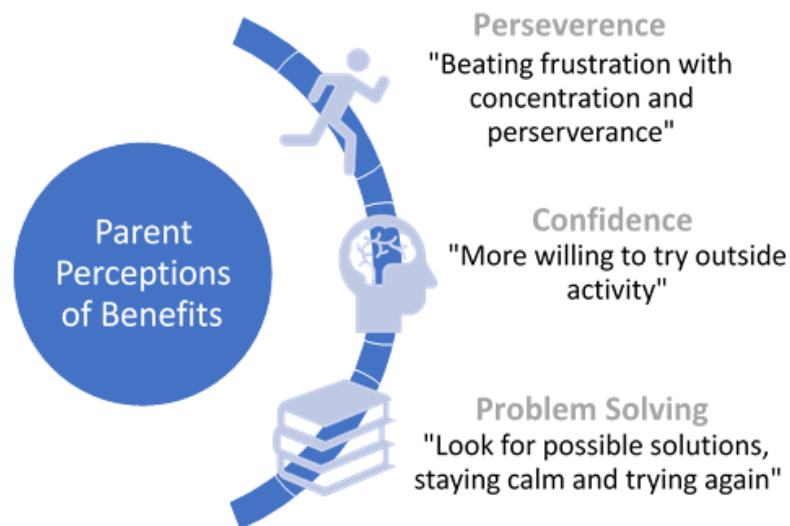 Parent
Perceptions
of Benefits
Perseverence
"Beating frustration with
concentration and
perserverance"
Confidence
"More willing to try outside
activity"
Problem Solving
"Look for possible solutions,
staying calm and trying again"